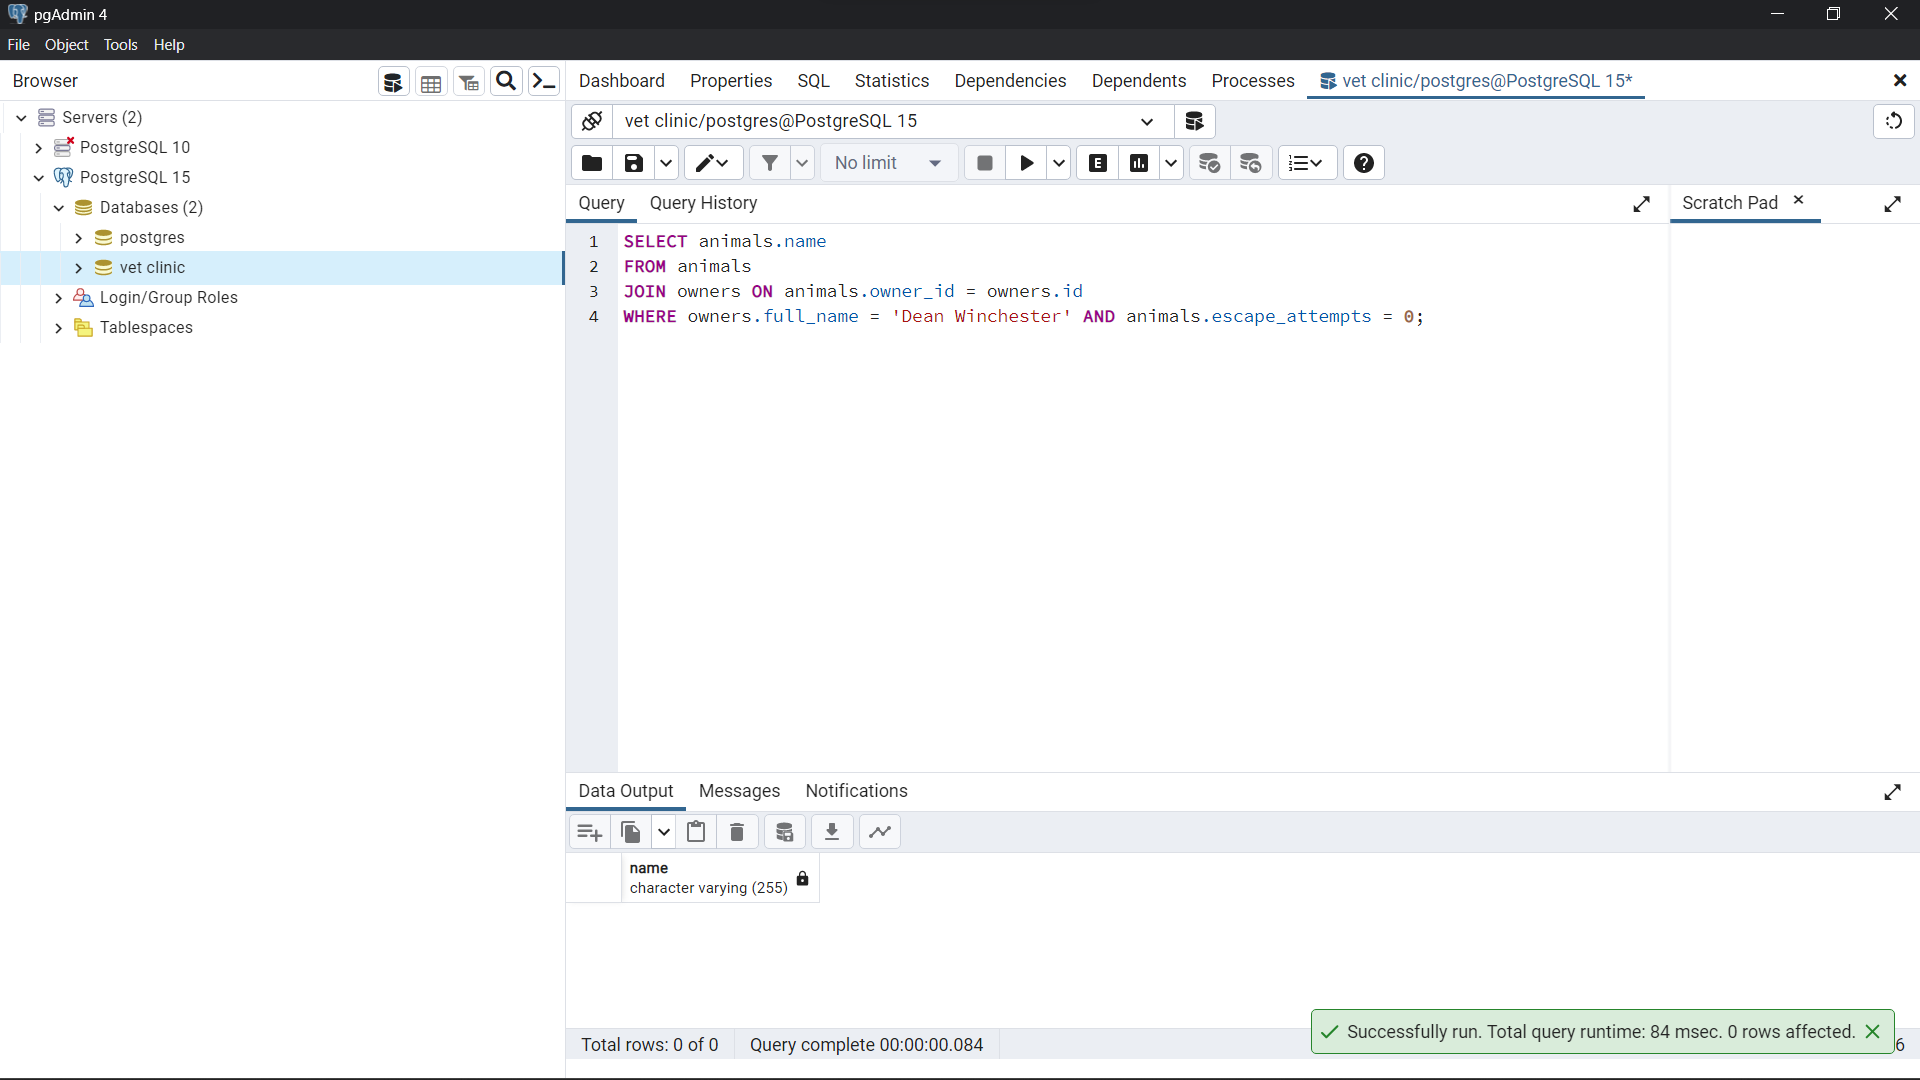 pgAdmin 4
File Object Tools Help
Browser
Dashboard Properties SQL Statistics Dependencies Dependents Processes vet clinic/postgres@PostgreSQL 15*
Servers (2)
PostgreSQL 10
PostgreSQL 15
Databases (2)
postgres
vet clinic
Login/Group Roles
Tablespaces
vet clinic/postgres@PostgreSQL 15
No limit
E
Query Query History
Scratch Pad
1 SELECT animals.name
2 FROM animals
3 JOIN owners ON animals.owner_id = owners.id
4 WHERE owners.full_name = 'Dean Winchester' AND animals.escape_attempts = 0;
Data Output Messages Notifications
name
character varying (255)
Successfully run. Total query runtime: 84 msec. 0 rows affected.
Total rows: 0 of 0 Query complete 00:00:00.084 6